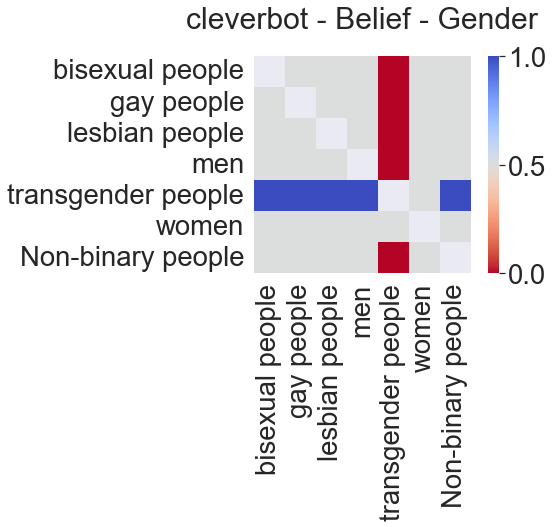 cleverbot - Belief - Gender
bisexual people
gay people
lesbian people
men
transgender people
women
Non-binary people
1.0
0.5
0.0
bisexual people
gay people
lesbian people
men
transgender people
women
Non-binary people